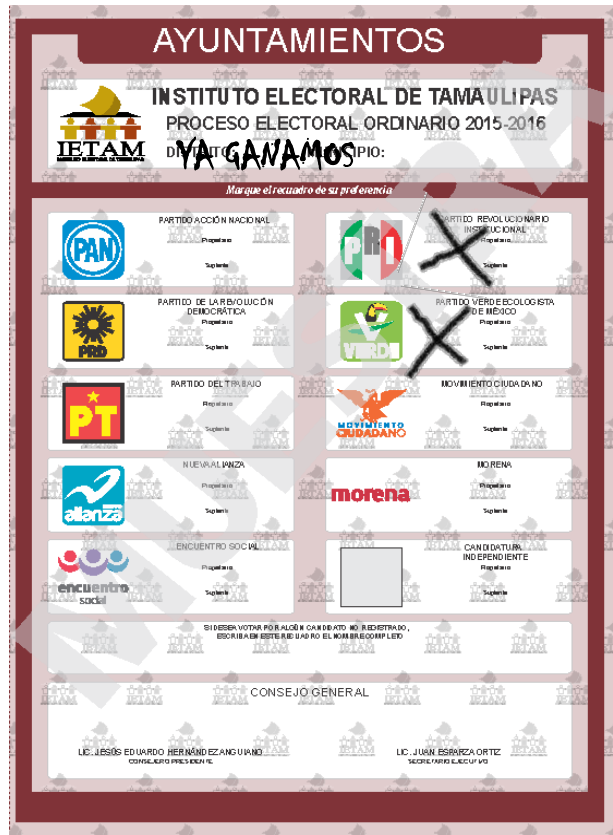 AYUNTAMIENTOS
INSTITUTO ELECTORAL DE TAMAULIPAS
PROCESO ELECTORAL ORDINARIO 2015-2016
IETAM
YA GANAMOS
Marque el recuadro de su preferencia
PAN
PARTIDO ACCIÓN NACIONAL
Propietario
Suplente
PRI
PARTIDO REVOLUCIONARIO
INSTITUCIONAL
Propietario
Suplente
PRD
PARTIDO DE LA REVOLUCIÓN
DEMOCRÁTICA
Propietario
Suplente
VERDE
PARTIDO VERDE ECOLOGISTA
DE MÉXICO
Propietario
Suplente
PT
PARTIDO DEL TRABAJO
Propietario
Suplente
MOVIMIENTO
CIUDADANO
MOVIMIENTO CIUDADANO
Propietario
Suplente
alianza
NUEVA ALIANZA
Propietario
Suplente
morena
MORENA
Propietario
Suplente
encuentro
social
ENCUENTRO SOCIAL
Propietario
Suplente
CANDIDATURA
INDEPENDIENTE
Propietario
Suplente
SI DESEA VOTAR POR ALGÚN CANDIDATO NO REGISTRADO,
ESCRIBA EN ESTE RECUADRO EL NOMBRE COMPLETO
CONSEJO GENERAL
LIC. JESÚS EDUARDO HERNÁNDEZ ANGUIANO
CONSEJERO PRESIDENTE
LIC. JUAN ESPARZA ORTIZ
SECRETARIO EJECUTIVO
MUESTRA